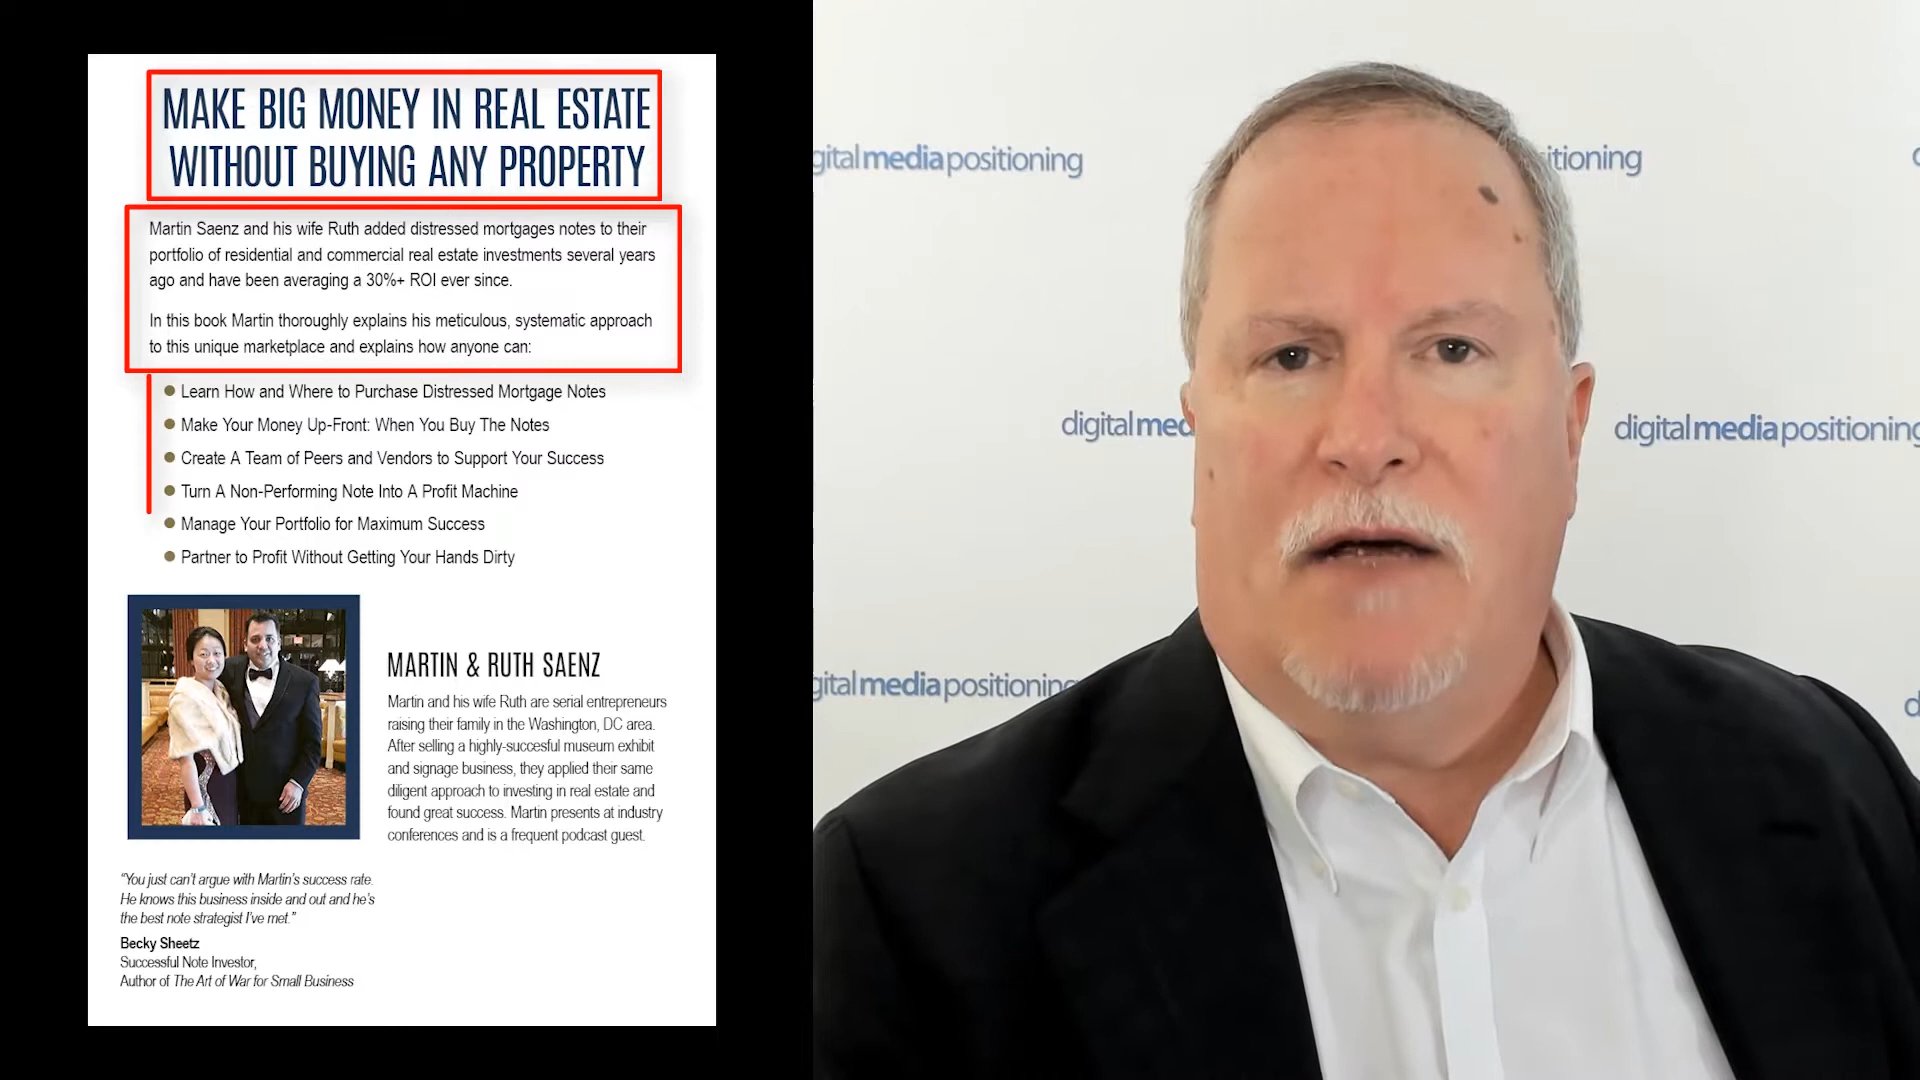 MAKE BIG MONEY IN REAL ESTATE
WITHOUT BUYING ANY PROPERTY
Martin Saenz and his wife Ruth added distressed mortgages notes to their
portfolio of residential and commercial real estate investments several years
ago and have been averaging a 30%+ ROI ever since.
In this book Martin thoroughly explains his meticulous, systematic approach
to this unique marketplace and explains how anyone can:
Learn How and Where to Purchase Distressed Mortgage Notes
Make Your Money Up-Front: When You Buy The Notes
Create A Team of Peers and Vendors to Support Your Success
Turn A Non-Performing Note Into A Profit Machine
Manage Your Portfolio for Maximum Success
Partner to Profit Without Getting Your Hands Dirty
MARTIN & RUTH SAENZ
Martin and his wife Ruth are serial entrepreneurs
raising their family in the Washington, DC area.
After selling a highly-succesful museum exhibit
and signage business, they applied their same
diligent approach to investing in real estate and
found great success. Martin presents at industry
conferences and is a frequent podcast guest.
"You just can't argue with Martin's success rate.
He knows this business inside and out and he's
the best note strategist I've met."
Becky Sheetz
Successful Note Investor,
Author of The Art of War for Small Business
gitalmediapositioning
itioning
digitalmed
digitalmediapositioning
gitalmediapositioning